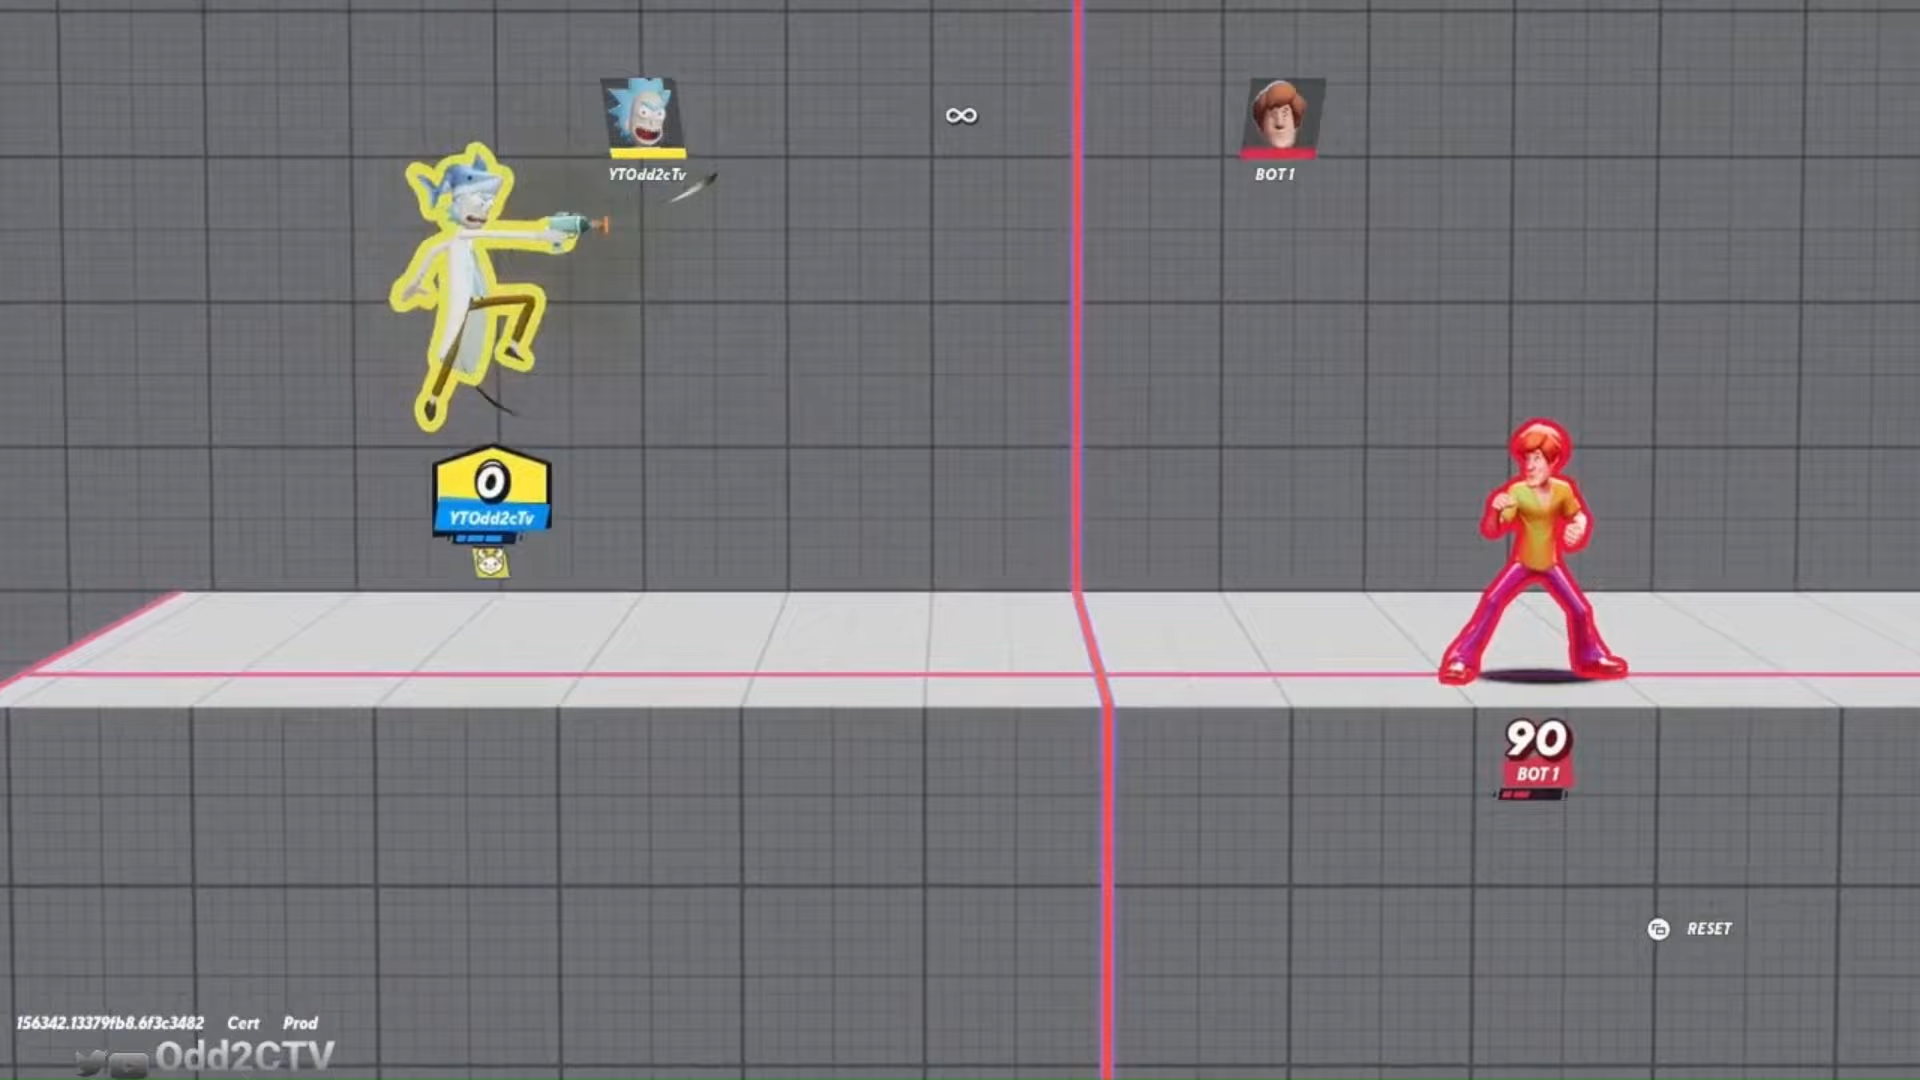 ∞
YTOdd2cTv
BOT 1
0
YTOdd2cTv
90
BOT 1
RESET
156342.13379fb8.6f3c3482 Cert Prod
Odd2CTV